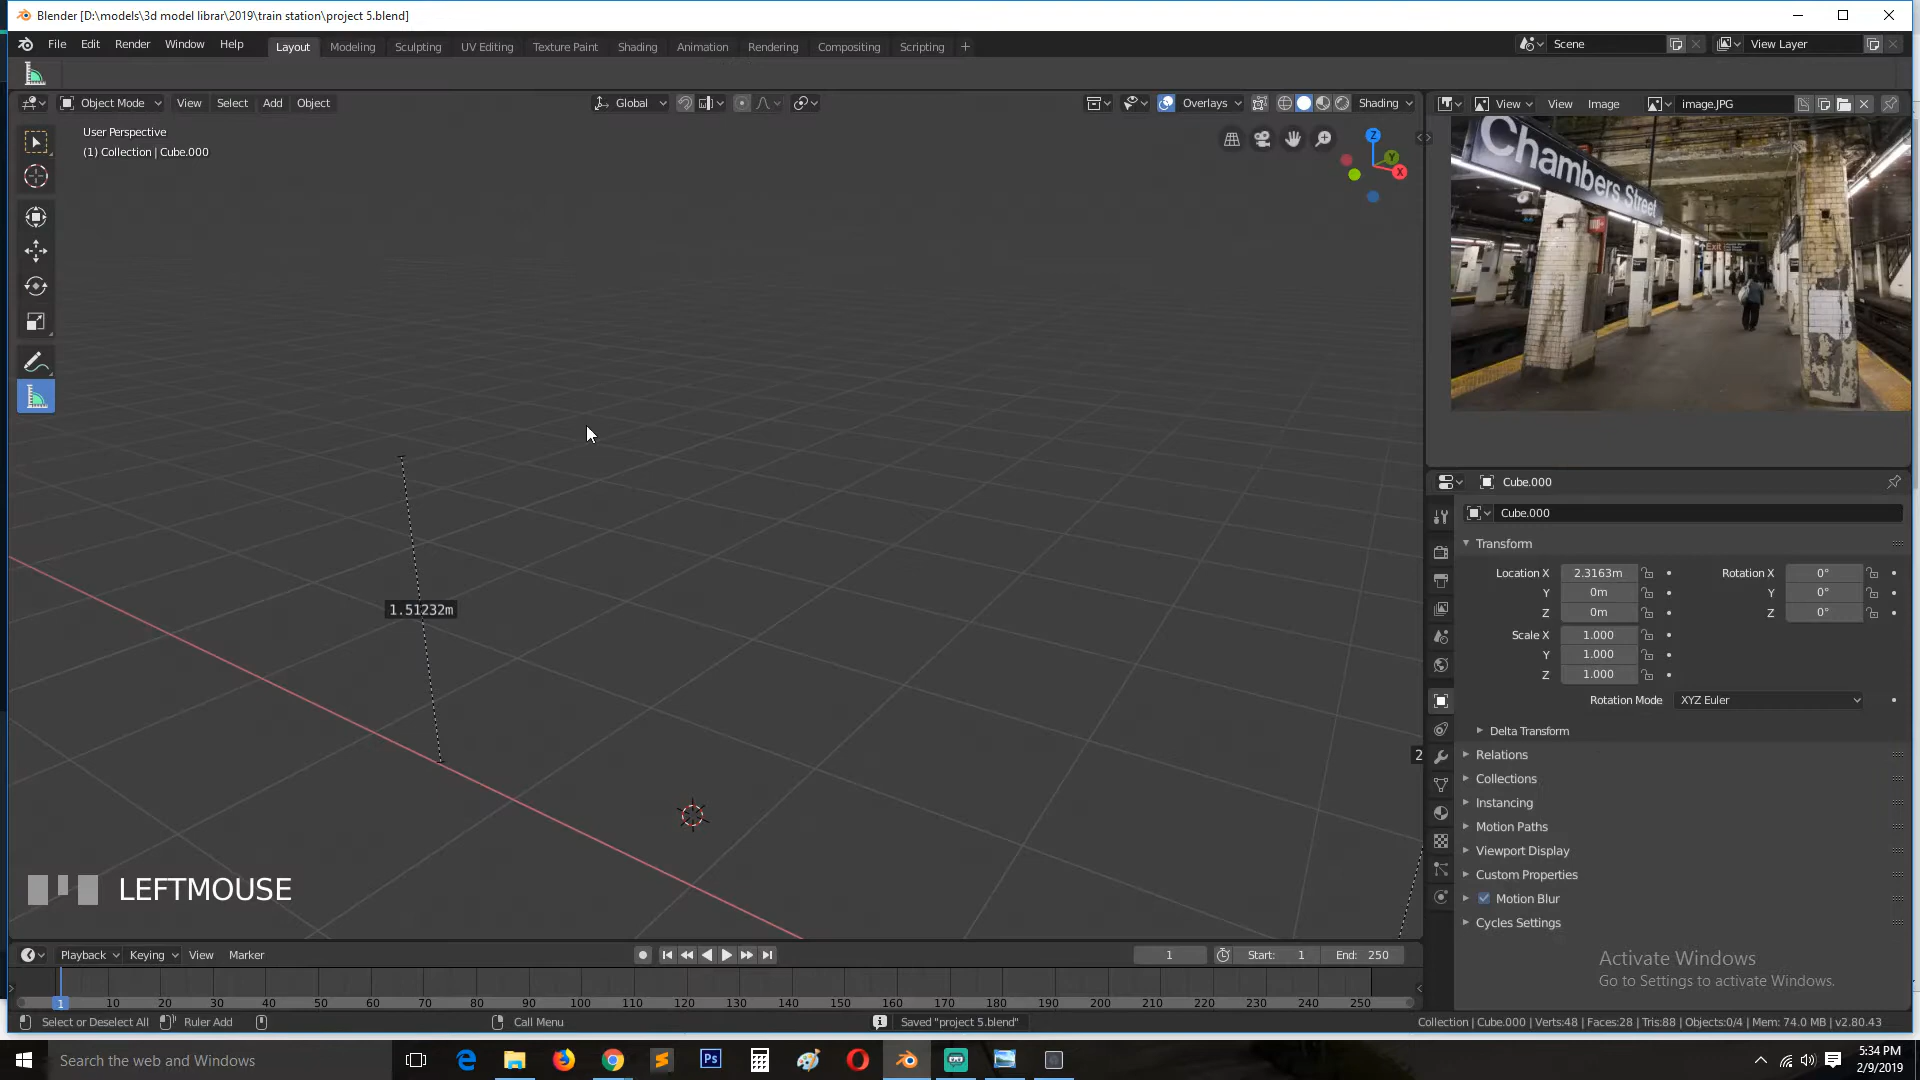 Blender [D:\models\3d model librar\2019\train station\project 5.blend]
File Edit Render Window Help Layout Modeling Sculpting UV Editing Texture Paint Shading Animation Rendering Compositing Scripting + Scene View Layer
Object Mode View Select Add Object Global Overlays Shading View View Image image.JPG
User Perspective
(1) Collection | Cube.000
Z
Y
X
Chambers Street
Exit
1.51232m
2
LEFTMOUSE
Cube.000
Cube.000
Transform
Location X 2.3163m Rotation X 0°
Y 0m Y 0°
Z 0m Z 0°
Scale X 1.000
Y 1.000
Z 1.000
Rotation Mode XYZ Euler
Delta Transform
Relations
Collections
Instancing
Motion Paths
Viewport Display
Custom Properties
Motion Blur
Cycles Settings
Activate Windows
Go to Settings to activate Windows.
Playback Keying View Marker 1 Start: 1 End: 250
1 10 20 30 40 50 60 70 80 90 100 110 120 130 140 150 160 170 180 190 200 210 220 230 240 250
Select or Deselect All Ruler Add Call Menu Saved "project 5.blend" Collection | Cube.000 | Verts:48 | Faces:28 | Tris:88 | Objects:0/4 | Mem: 74.0 MB | v2.80.43
Search the web and Windows Ps 5:34 PM
2/9/2019